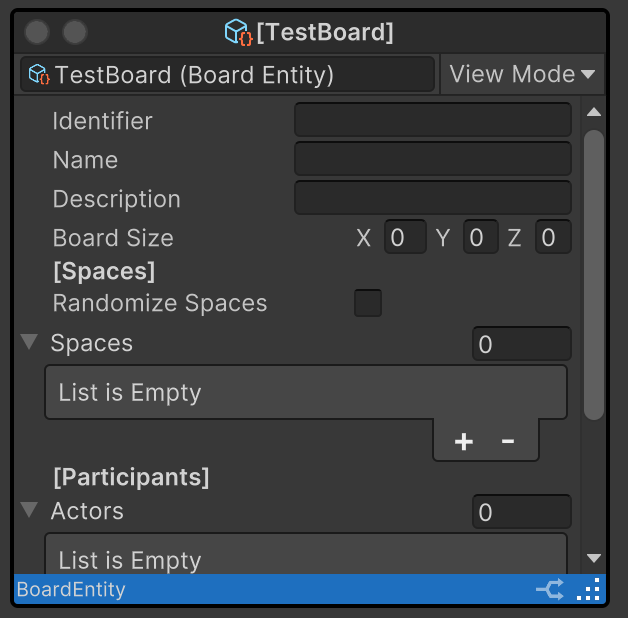 [TestBoard]
TestBoard (Board Entity) View Mode
Identifier
Name
Description
Board Size X 0 Y 0 Z 0
[Spaces]
Randomize Spaces
Spaces 0
List is Empty
+ -
[Participants]
Actors 0
List is Empty
BoardEntity